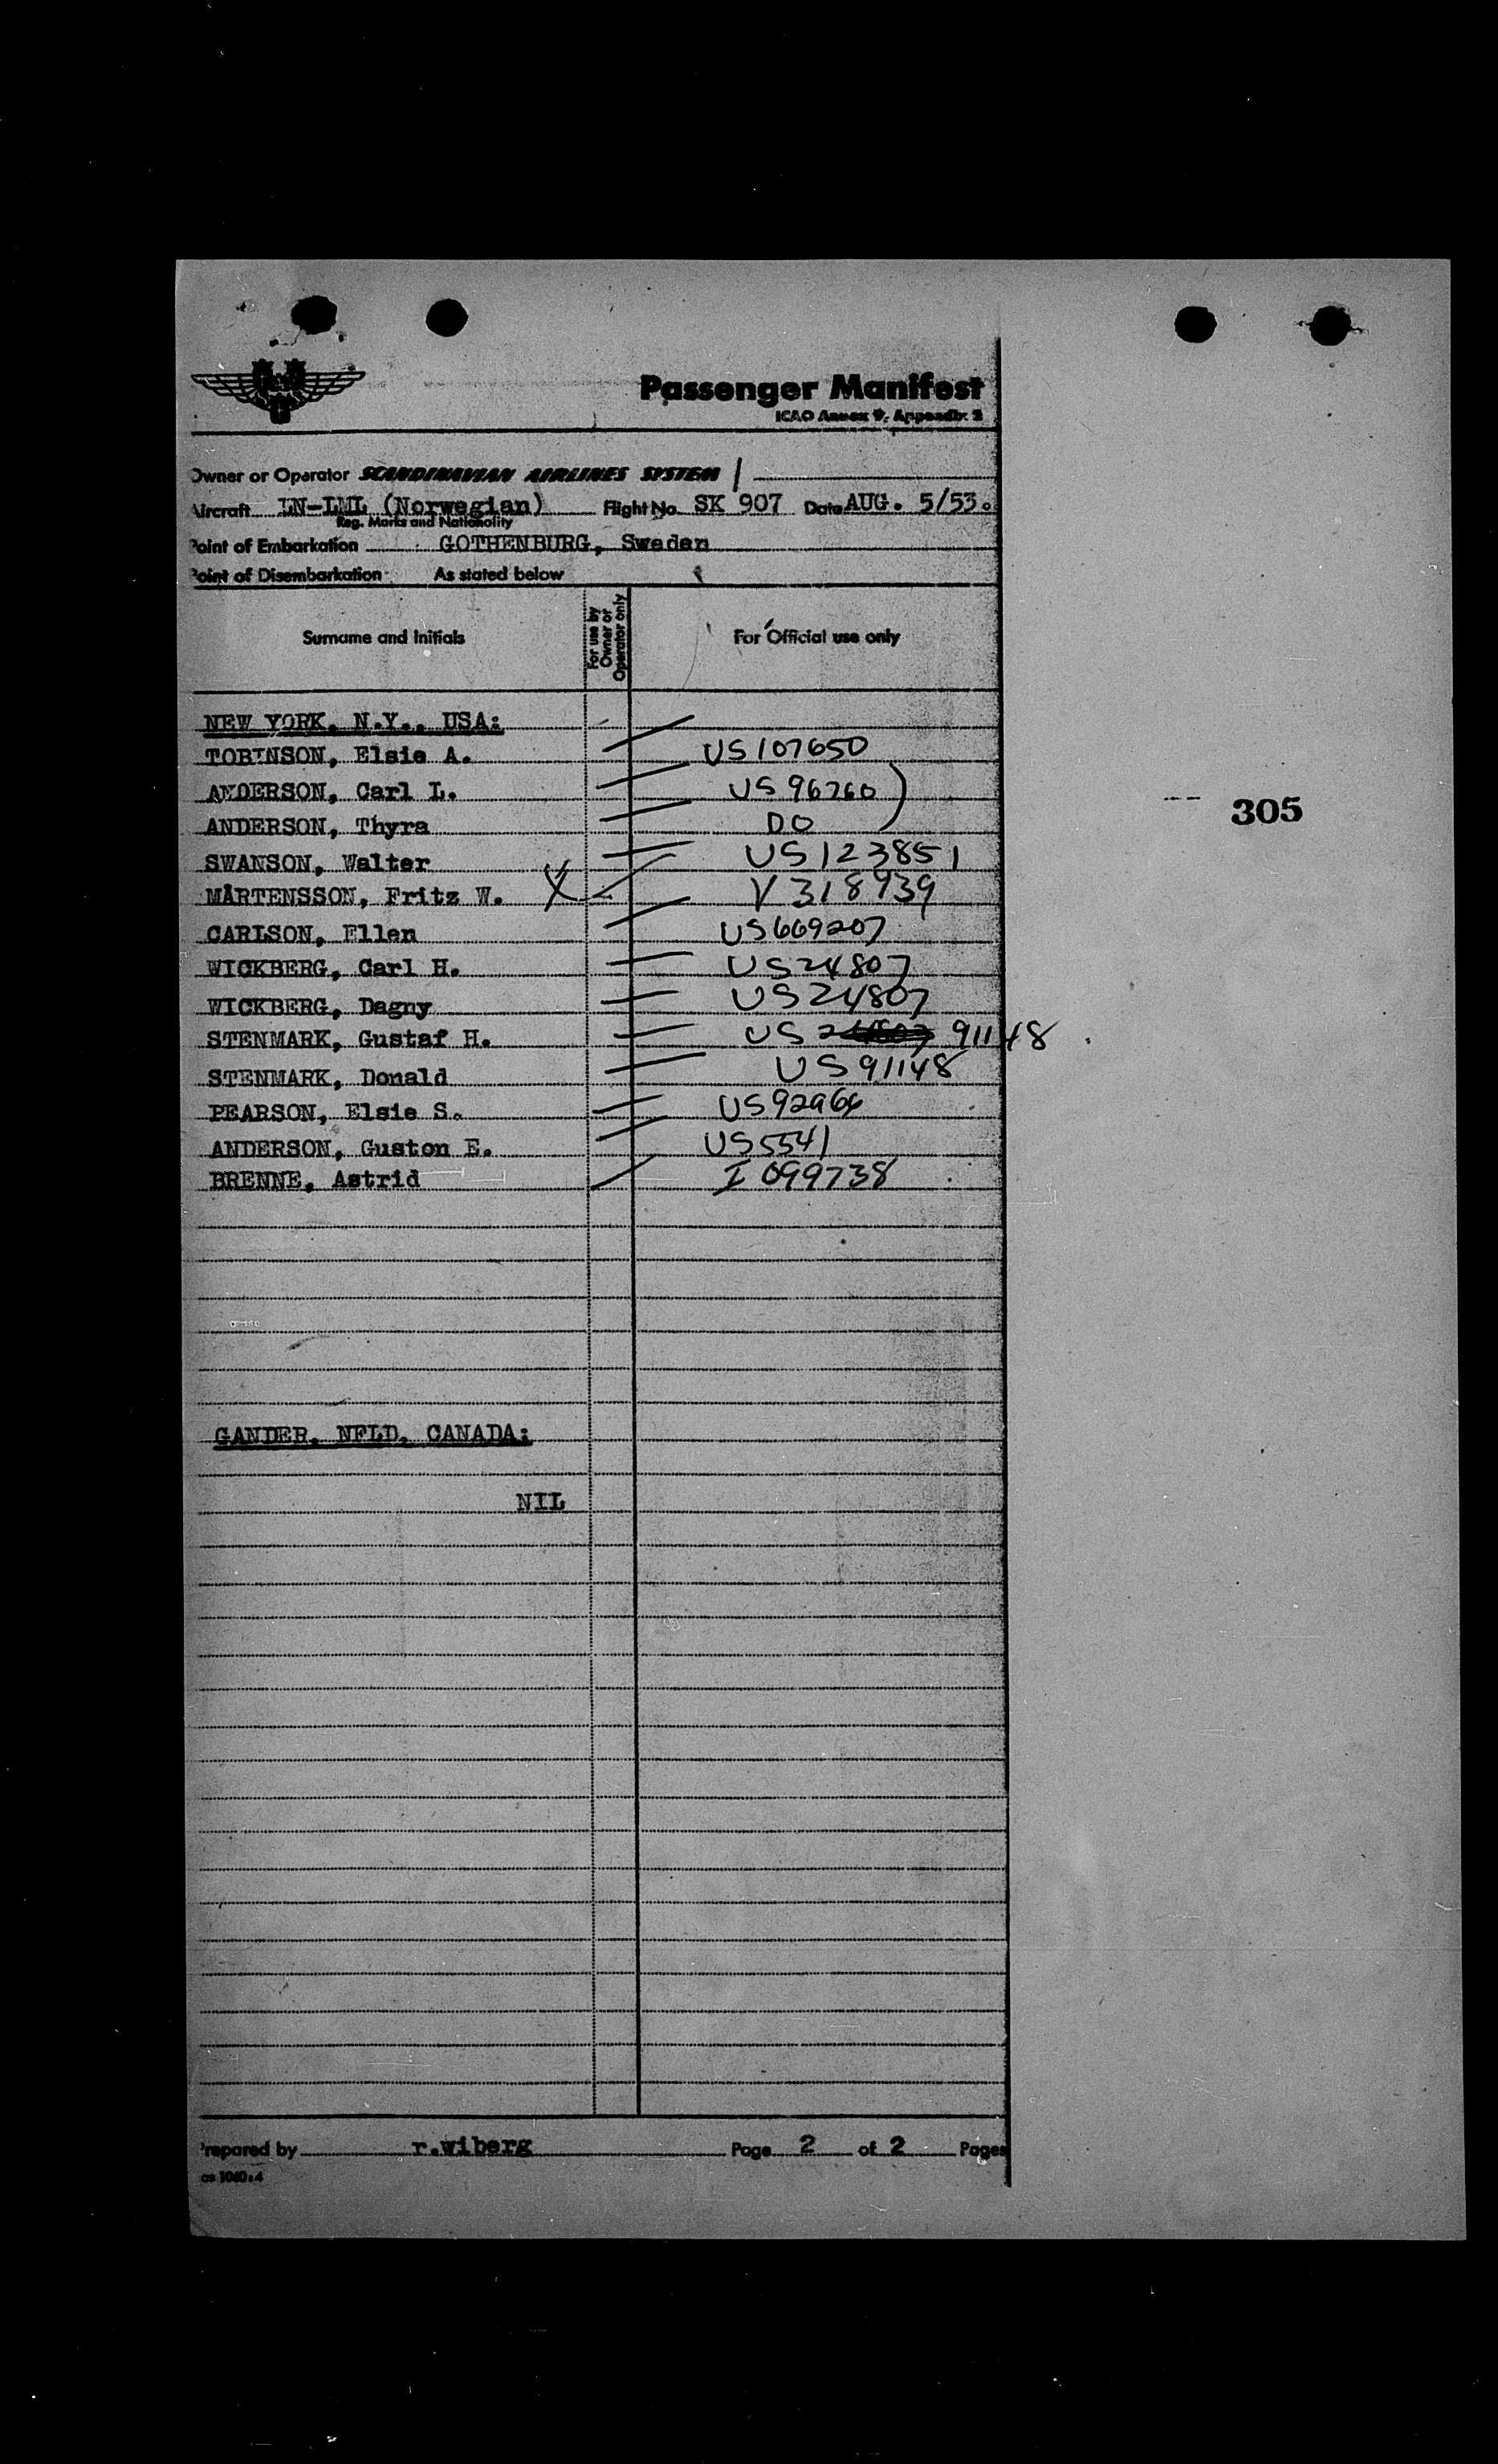 Passenger Manifest
ICAO Annex 9, Appendix 3
Owner or Operator SCANDINAVIAN AIRLINES SYSTEM
Aircraft LN-LML (Norwegian) Flight No. SK 907 Date AUG. 5/53.
Reg. Marks and Nationality
Point of Embarkation GOTHENBURG, Sweden
Point of Disembarkation As stated below
Surname and Initials For use by Owner or Operator only For Official use only
NEW YORK, N.Y., USA:
TOBINSON, Elsie A. US107650
ANDERSON, Carl L. US 96760
305
ANDERSON, Thyra DO
SWANSON, Walter US123851
MÅRTENSSON, Fritz W. X V318939
CARLSON, Ellen US669207
WICKBERG, Carl H. US24807
WICKBERG, Dagny US24807
STENMARK, Gustaf H. US 91148
STENMARK, Donald US91148
PEARSON, Elsie S. US92966
ANDERSON, Guston E. US5541
BRENNE, Astrid I 099738
GANDER, NFLD, CANADA:
NIL
Prepared by r.wiberg Page 2 of 2 Pages